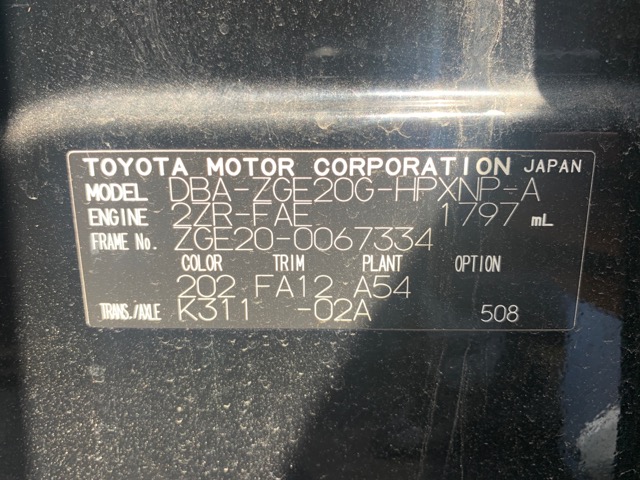 TOYOTA MOTOR CORPORATION JAPAN
MODEL DBA-ZGE20G-HPXNP-A
ENGINE 2ZR-FAE 1797 mL
FRAME No. ZGE20-0067334
COLOR TRIM PLANT OPTION
202 FA12 A54
TRANS./AXLE K311 -02A 508